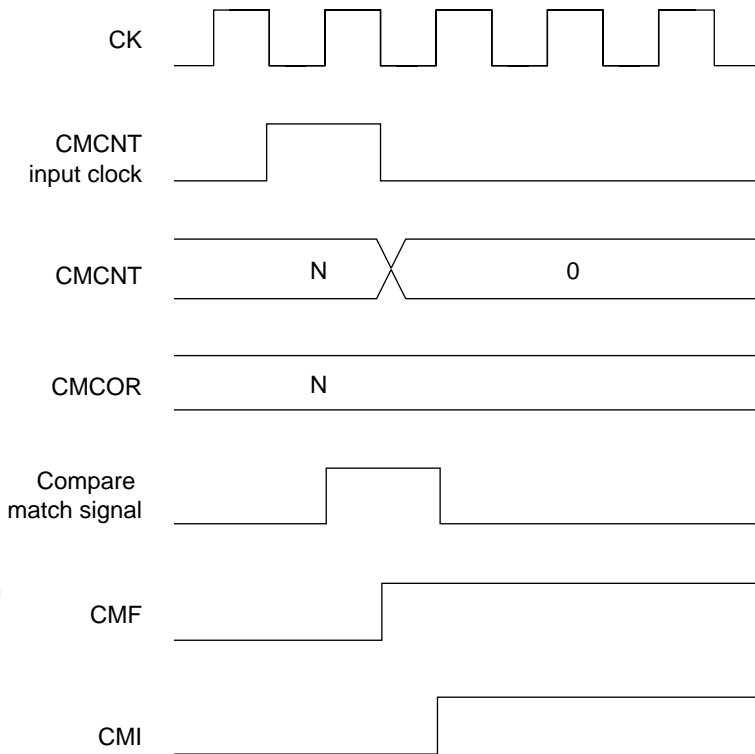 CK
CMCNT
input clock
CMCNT
N
0
CMCOR
N
Compare
match signal
CMF
CMI